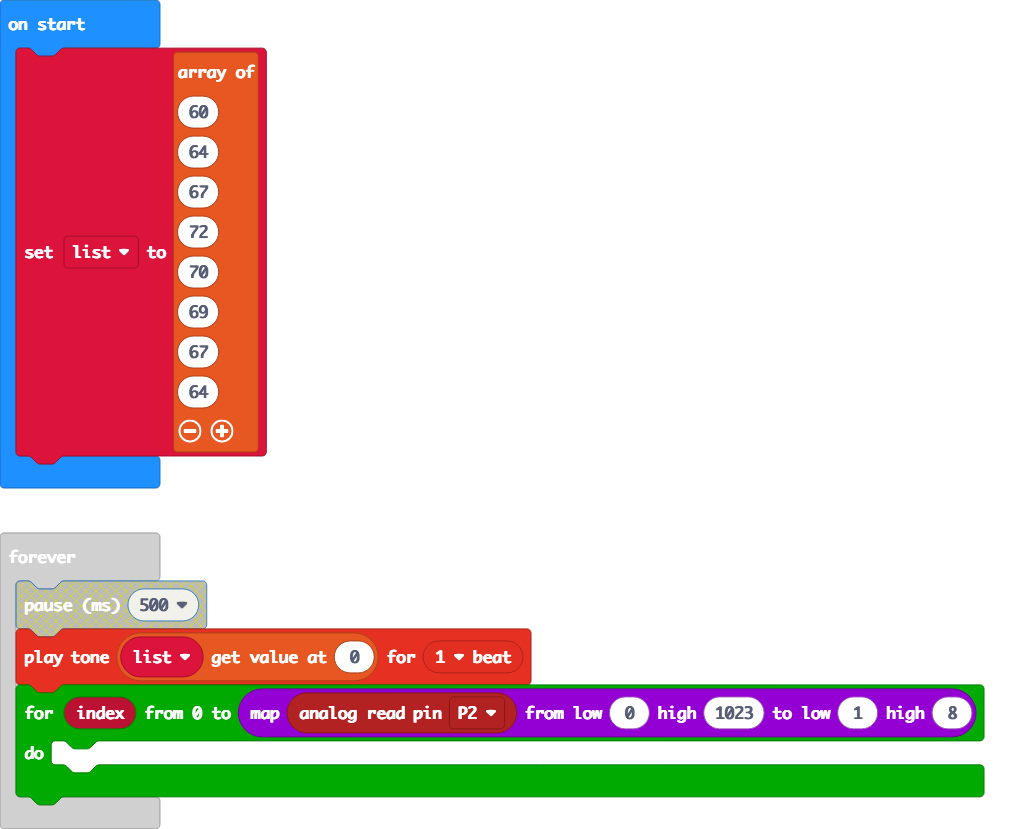 on start
array of
60
64
67
set list to
72
70
69
67
64
forever
pause (ms) 500
play tone list get value at 0 for 1 beat
for index from 0 to map analog read pin P2 from low 0 high 1023 to low 1 high 8
do